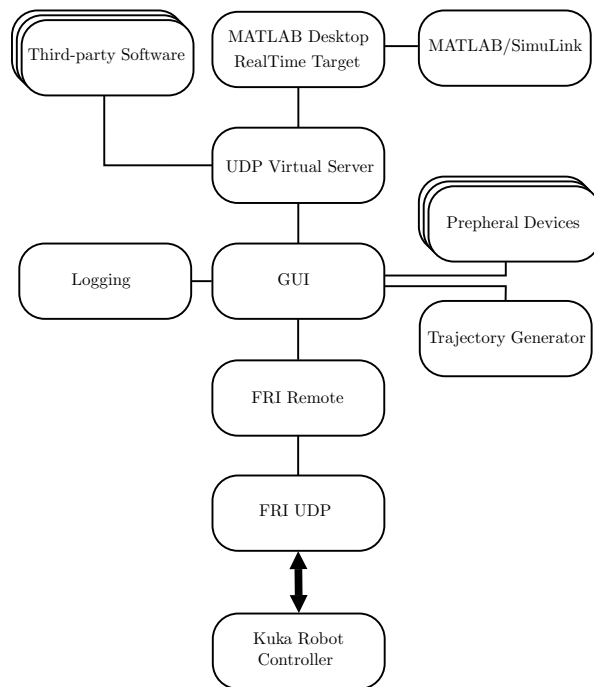 Third-party Software
MATLAB Desktop
RealTime Target
MATLAB/SimuLink
UDP Virtual Server
Prepheral Devices
Logging
GUI
Trajectory Generator
FRI Remote
FRI UDP
Kuka Robot
Controller